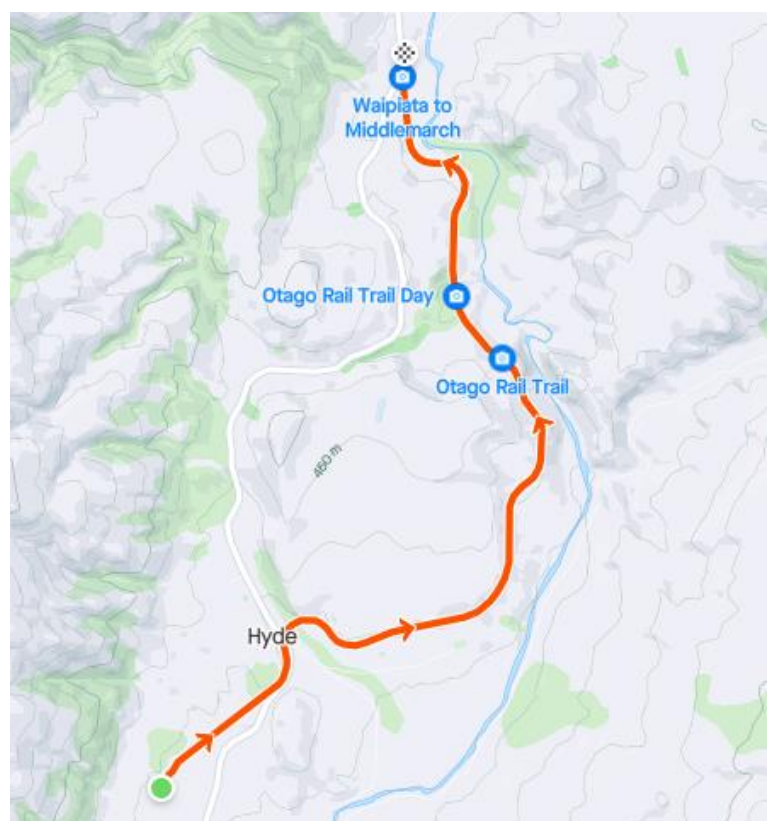 Waipiata to
Middlemarch
Otago Rail Trail Day
Otago Rail Trail
460 m
Hyde